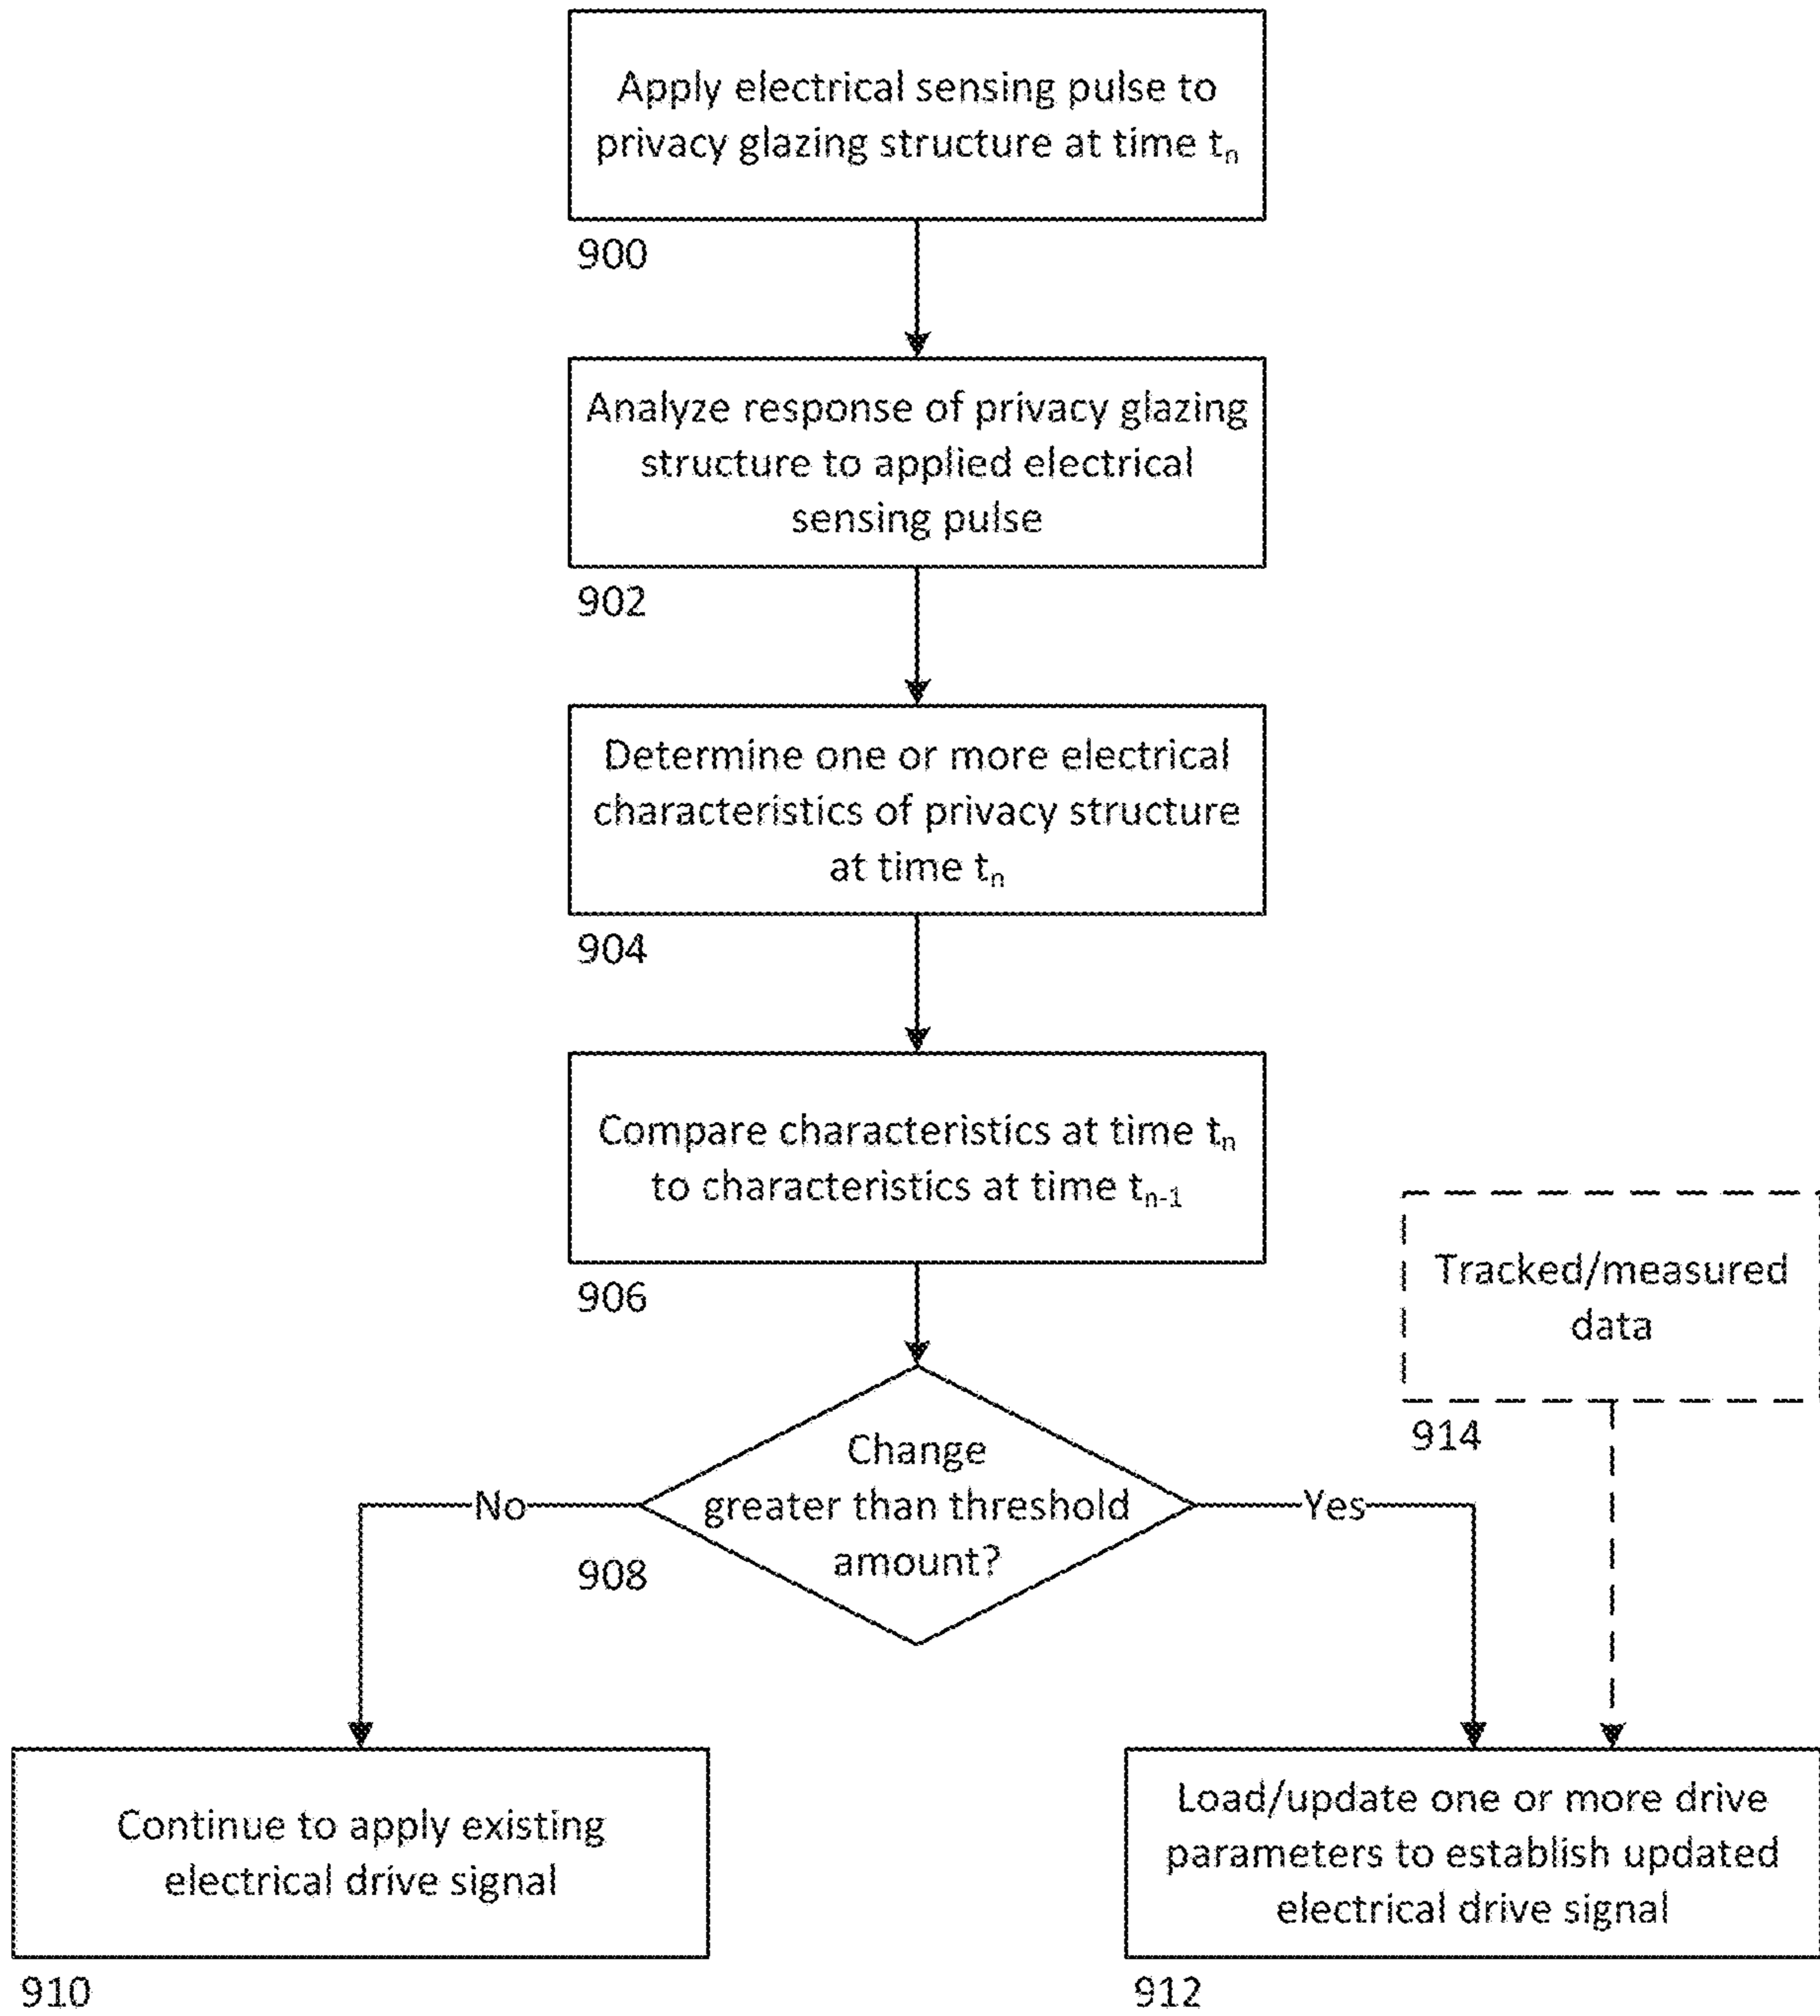 Apply electrical sensing pulse to
privacy glazing structure at time tn
900
Analyze response of privacy glazing
structure to applied electrical
sensing pulse
902
Determine one or more electrical
characteristics of privacy structure
at time tn
904
Compare characteristics at time tn
to characteristics at time tn-1
906
Tracked/measured
data
914
Change
greater than threshold
amount?
No
Yes
908
Continue to apply existing
electrical drive signal
910
Load/update one or more drive
parameters to establish updated
electrical drive signal
912